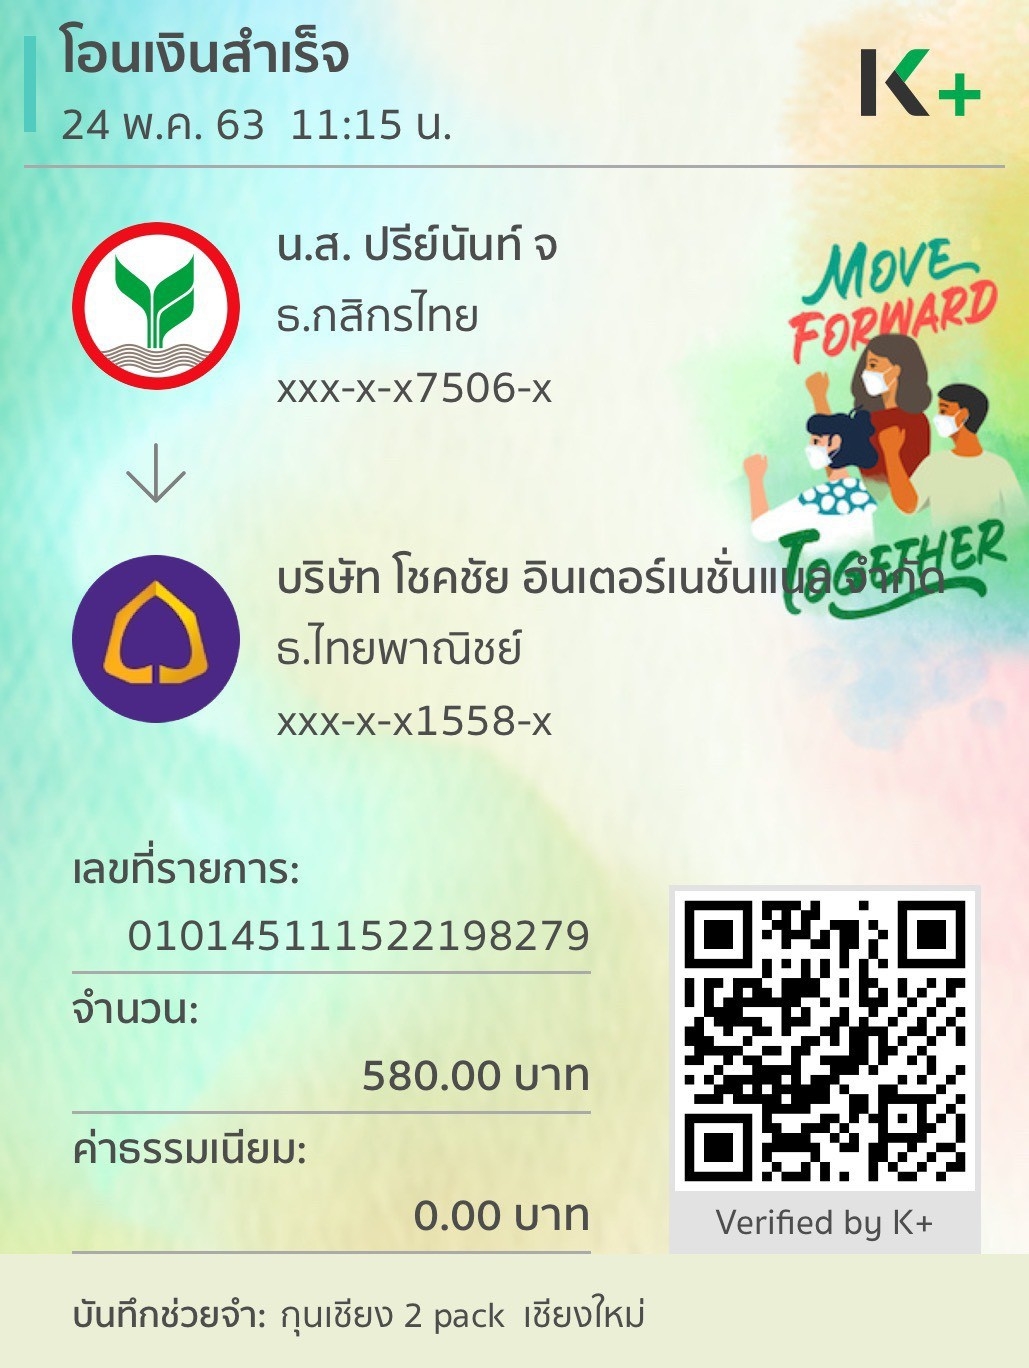 โอนเงินสำเร็จ
24 พ.ค. 63 11:15 น.
K+
น.ส. ปรีย์นันท์ จ
ธ.กสิกรไทย
xxx-x-x7506-x
MOVE
FORWARD
TOGETHER
บริษัท โชคชัย อินเตอร์เนชั่นแนล จำกัด
ธ.ไทยพาณิชย์
xxx-x-x1558-x
เลขที่รายการ:
010145111522198279
จำนวน:
580.00 บาท
ค่าธรรมเนียม:
0.00 บาท
Verified by K+
บันทึกช่วยจำ: กุนเชียง 2 pack เชียงใหม่